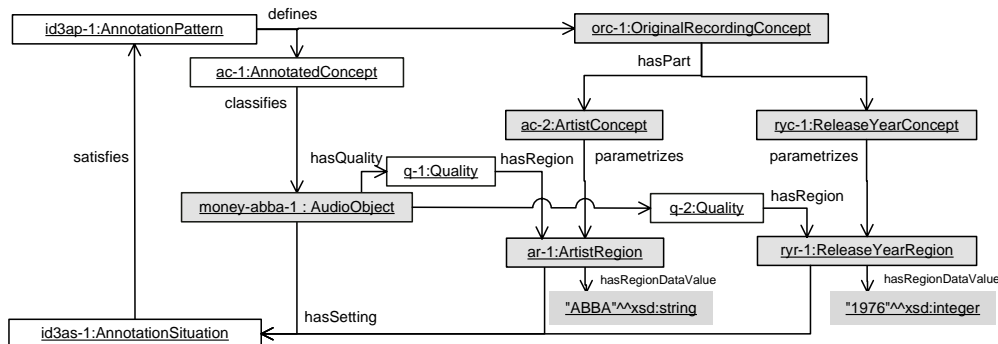 id3ap-1:AnnotationPattern
defines
orc-1:OriginalRecordingConcept
hasPart
ac-1:AnnotatedConcept
classifies
ac-2:ArtistConcept
ryc-1:ReleaseYearConcept
satisfies
hasQuality
hasRegion
parametrizes
parametrizes
q-1:Quality
hasRegion
money-abba-1 : AudioObject
q-2:Quality
ar-1:ArtistRegion
ryr-1:ReleaseYearRegion
hasRegionDataValue
hasRegionDataValue
"ABBA"^^xsd:string
"1976"^^xsd:integer
hasSetting
id3as-1:AnnotationSituation